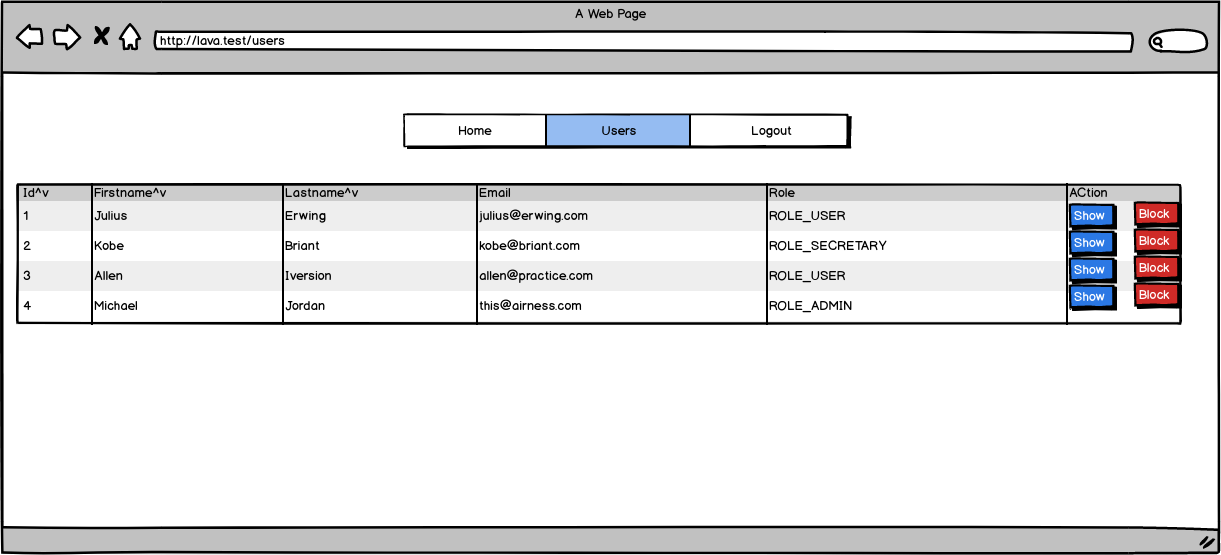 A Web Page
http://lava.test/users
Home Users Logout
Id^v Firstname^v Lastname^v Email Role ACtion
1 Julius Erwing julius@erwing.com ROLE_USER Show Block
2 Kobe Briant kobe@briant.com ROLE_SECRETARY Show Block
3 Allen Iversion allen@practice.com ROLE_USER Show Block
4 Michael Jordan this@airness.com ROLE_ADMIN Show Block